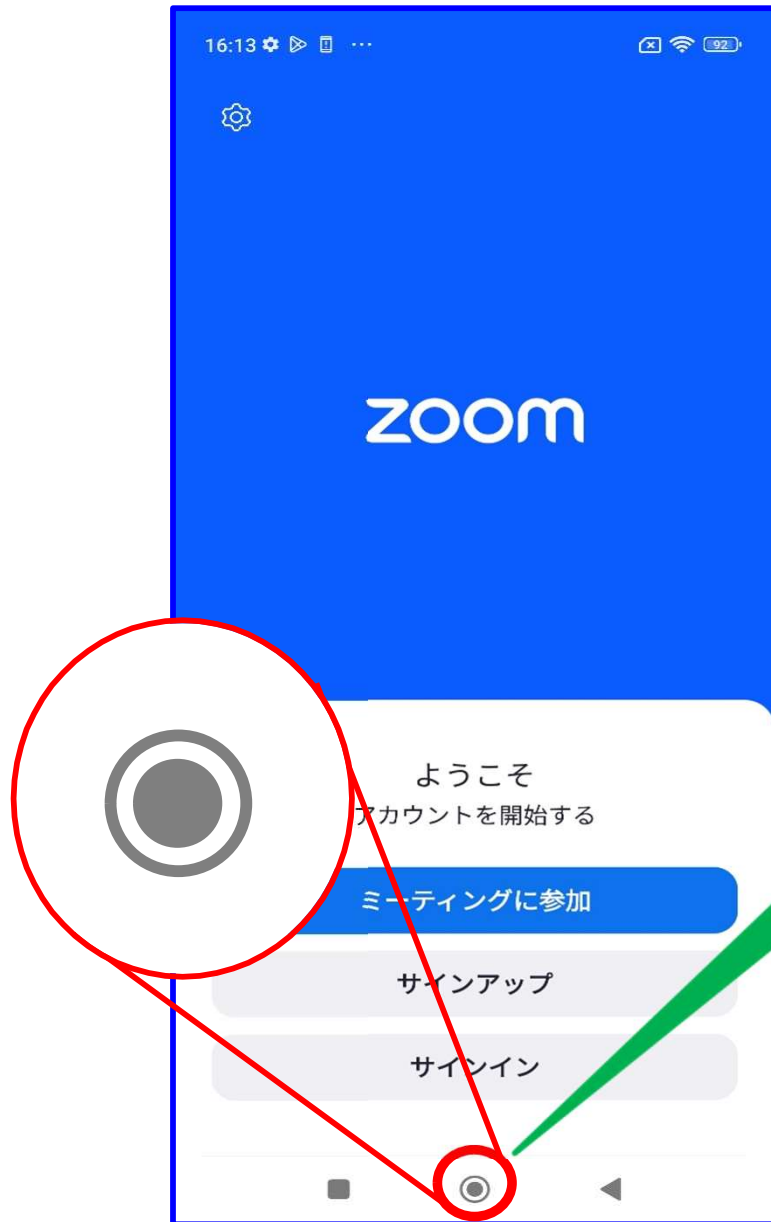 16:13
92
zoom
ようこそ
アカウントを開始する
ミーティングに参加
サインアップ
サインイン